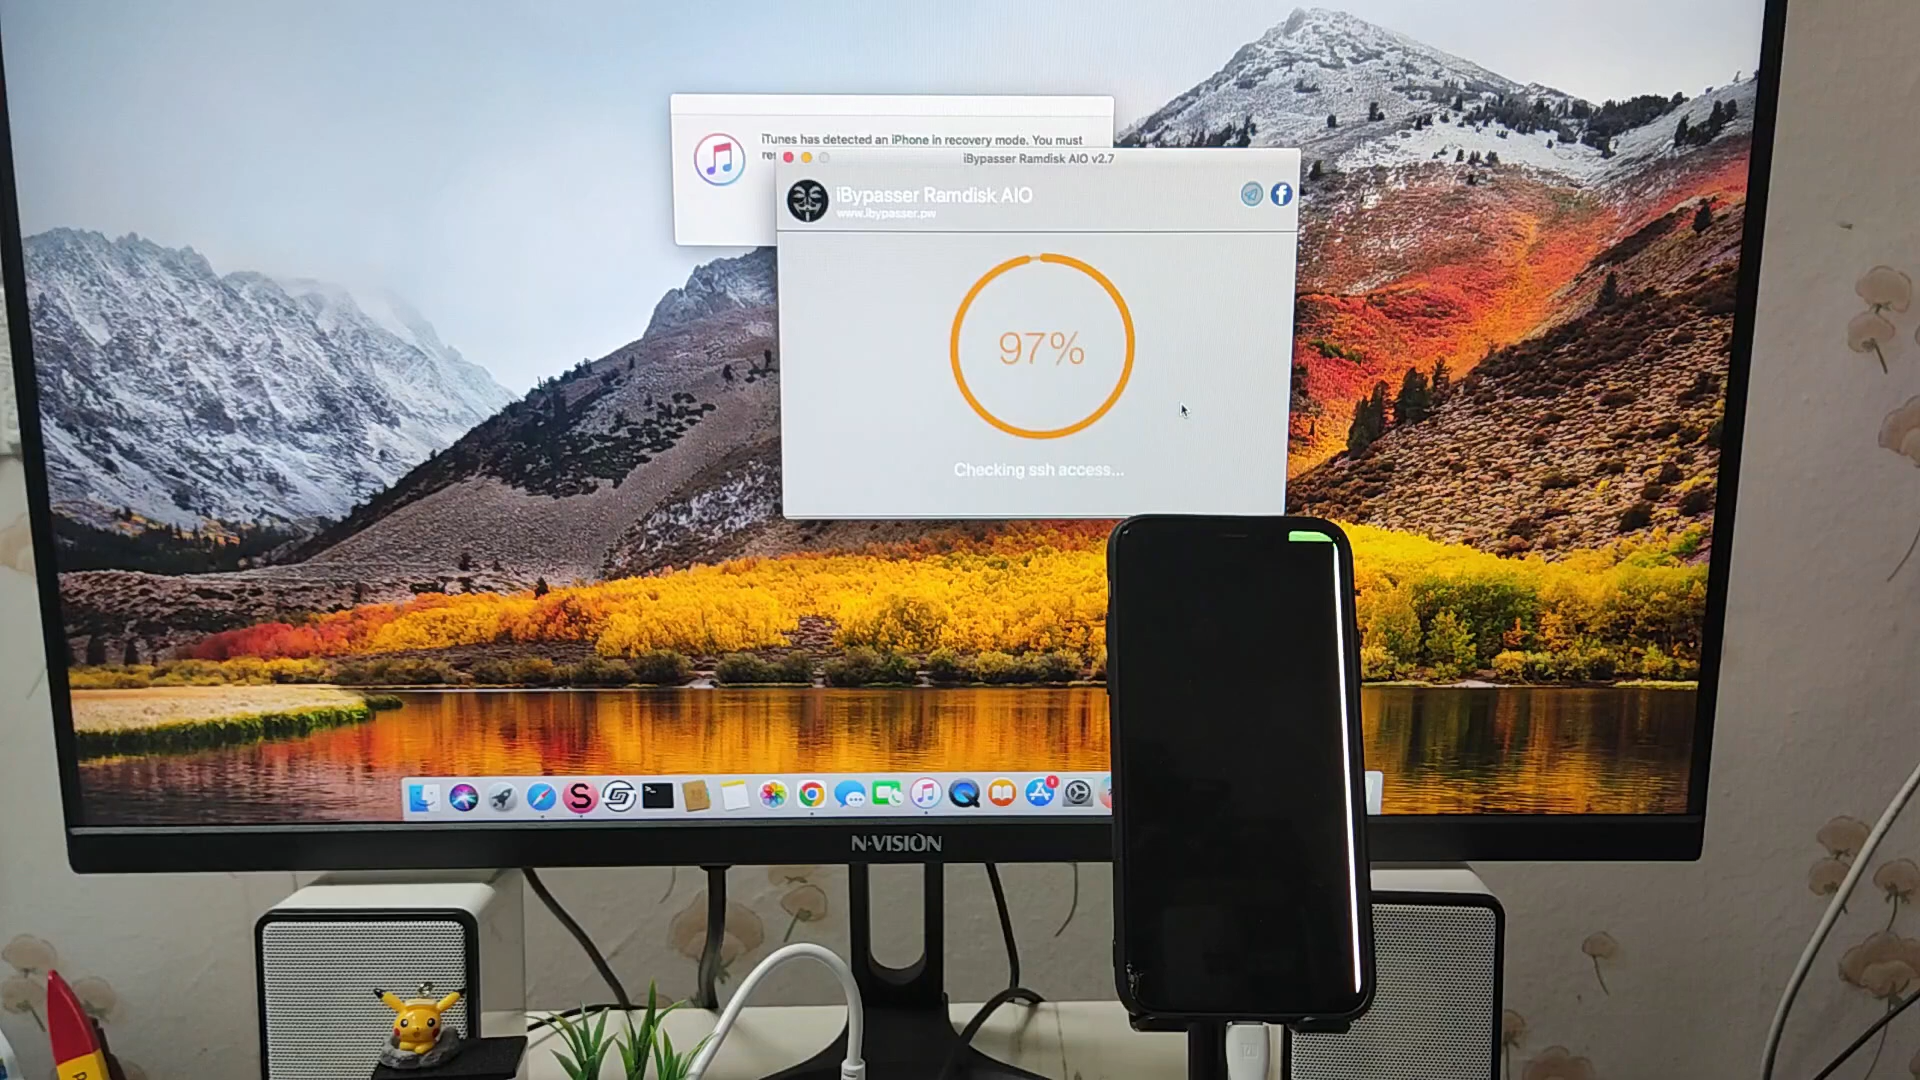 iTunes has detected an iPhone in recovery mode. You must
iBypasser Ramdisk AIO v2.7
iBypasser Ramdisk AIO
www.ibypasser.pw
97%
Checking ssh access...
N-VISION